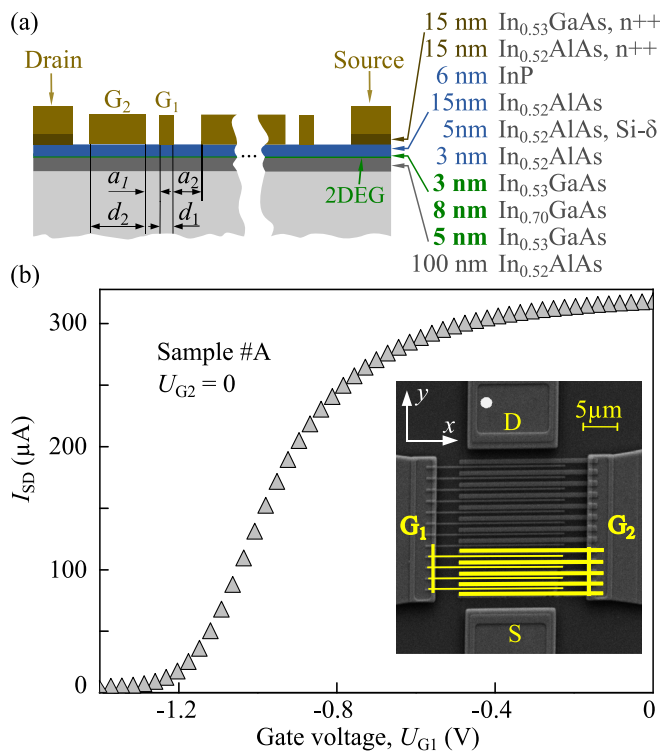 (a)
15 nm In0.53GaAs, n++
15 nm In0.52AlAs, n++
6 nm InP
15nm In0.52AlAs
5nm In0.52AlAs, Si-δ
3 nm In0.52AlAs
3 nm In0.53GaAs
8 nm In0.70GaAs
5 nm In0.53GaAs
100 nm In0.52AlAs
Drain
Source
G2 G1
...
2DEG
a1 a2
d2 d1
(b)
300
200
100
0
ISD (μA)
Sample #A
UG2 = 0
y
x
D
5μm
G1
G2
S
-1.2 -0.8 -0.4 0
Gate voltage, UG1 (V)